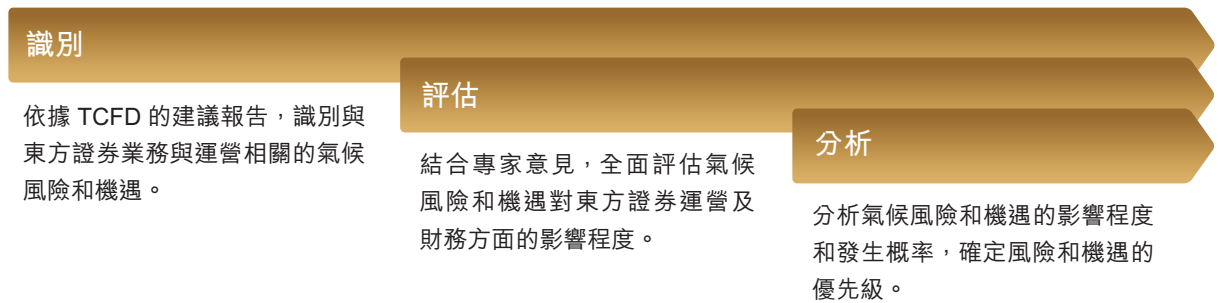 識別
依據 TCFD 的建議報告，識別與
東方證券業務與運營相關的氣候
風險和機遇。
評估
結合專家意見，全面評估氣候
風險和機遇對東方證券運營及
財務方面的影響程度。
分析
分析氣候風險和機遇的影響程度
和發生概率，確定風險和機遇的
優先級。